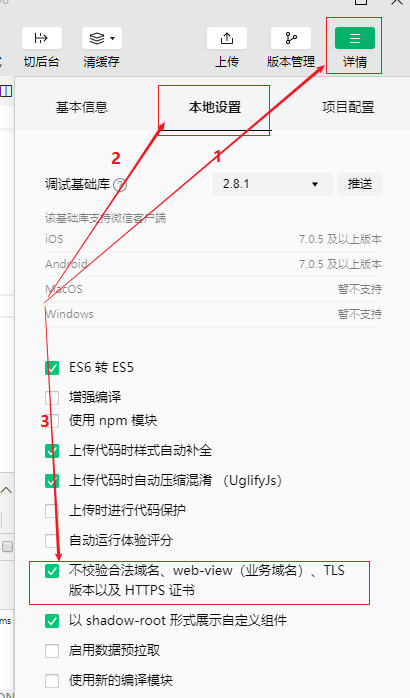 切后台 清缓存 上传 版本管理 详情
基本信息 本地设置 项目配置
2 1
调试基础库 ? 2.8.1 推送
该基础库支持微信客户端
iOS 7.0.5 及以上版本
Android 7.0.5 及以上版本
MacOS 暂不支持
Windows 暂不支持
ES6 转 ES5
增强编译
3 使用 npm 模块
上传代码时样式自动补全
上传代码时自动压缩混淆 （UglifyJs）
上传时进行代码保护
自动运行体验评分
不校验合法域名、web-view（业务域名）、TLS
版本以及 HTTPS 证书
以 shadow-root 形式展示自定义组件
ms
启用数据预拉取
使用新的编译模块